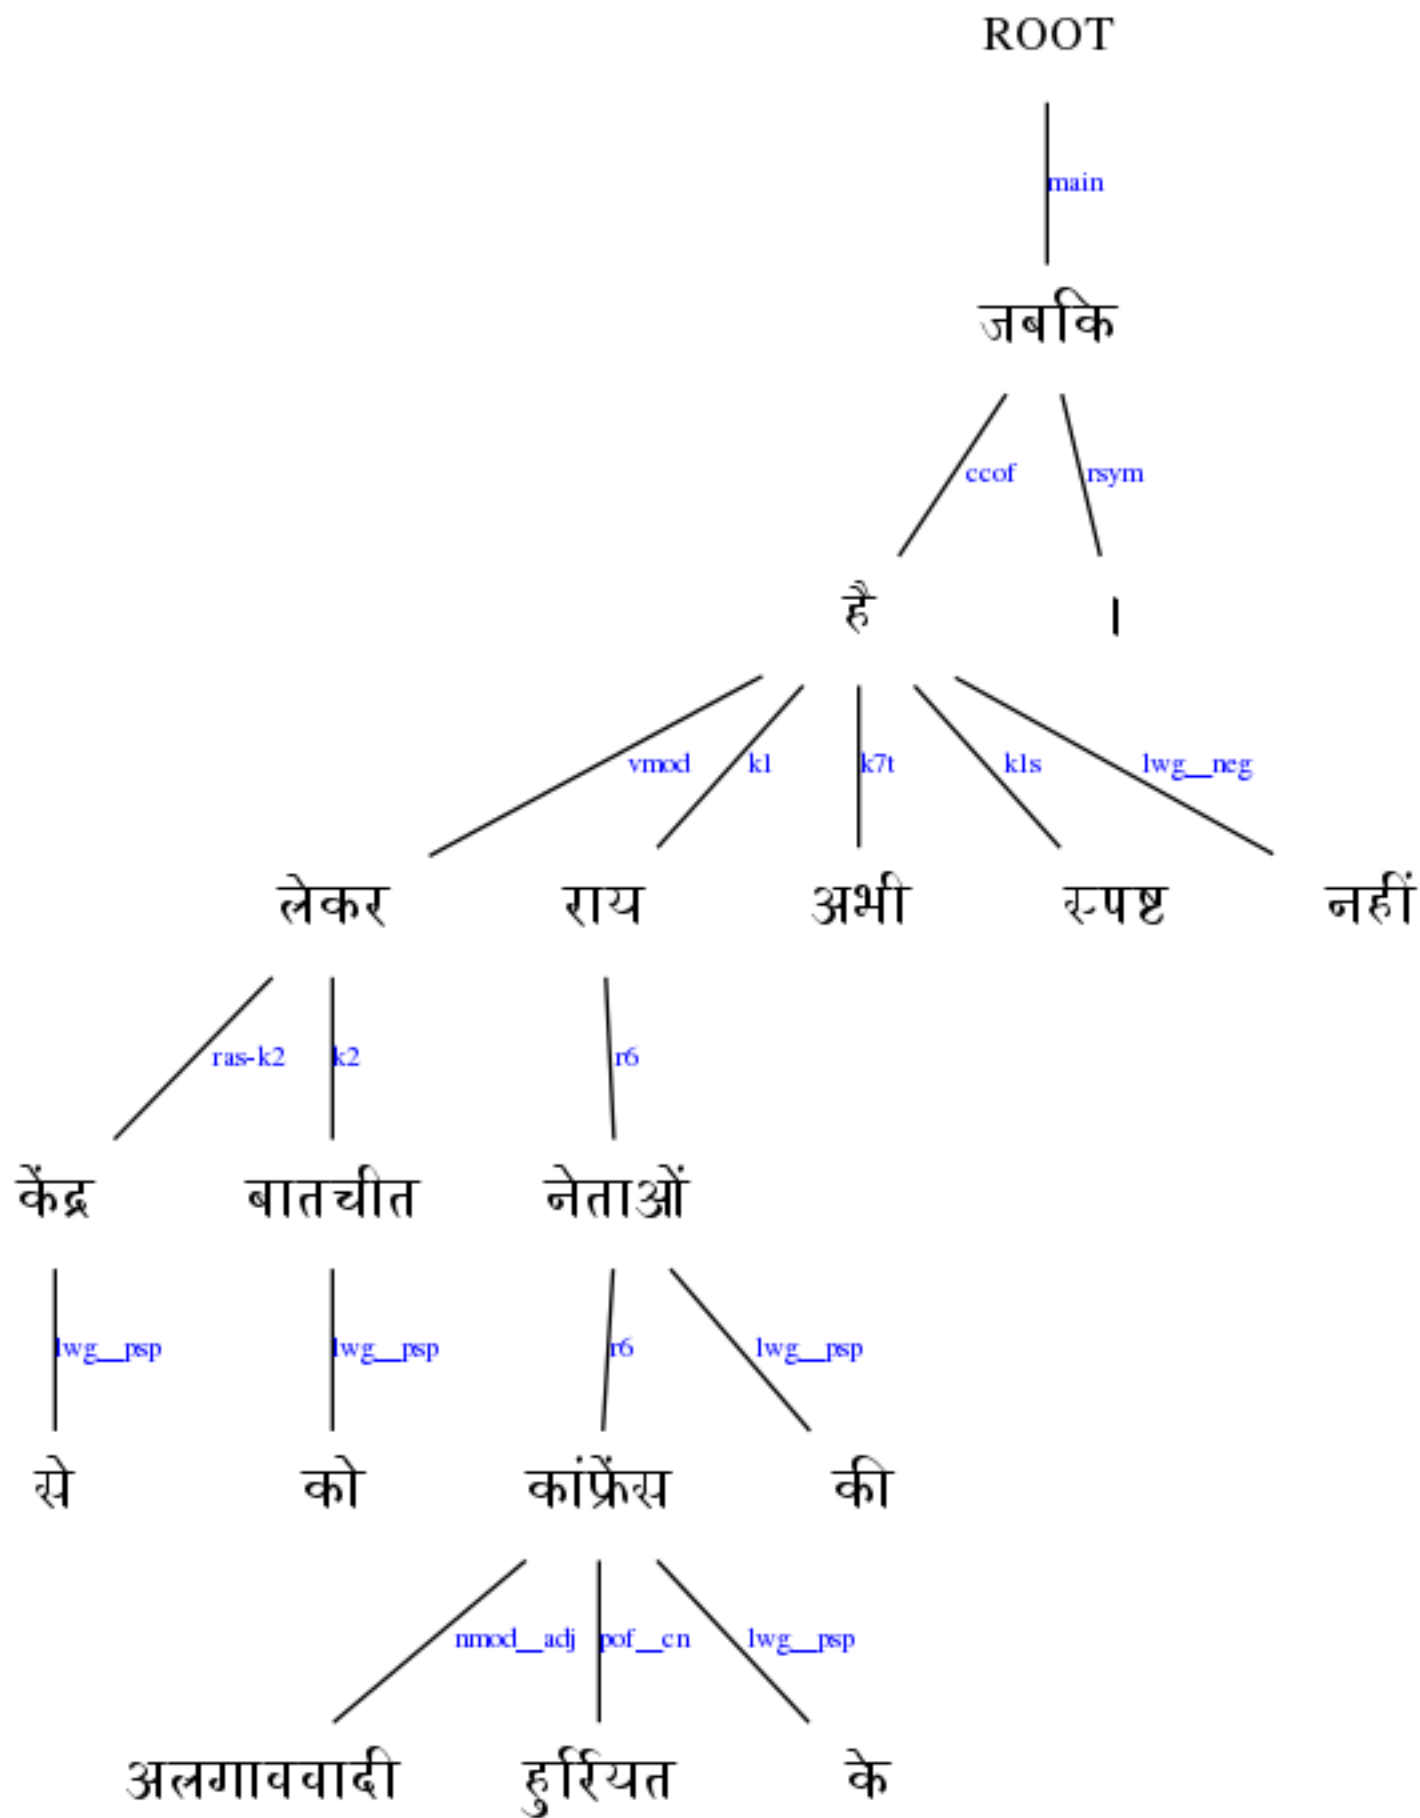 ROOT
main
जबकि
ccof rsym
है ।
vmod k1 k7t k1s lwg__neg
लेकर राय अभी स्पष्ट नहीं
ras-k2 k2 r6
केंद्र बातचीत नेताओं
lwg__psp lwg__psp r6 lwg__psp
से को कांफ्रेंस की
nmod__adj pof__cn lwg__psp
अलगाववादी हुर्रियत के